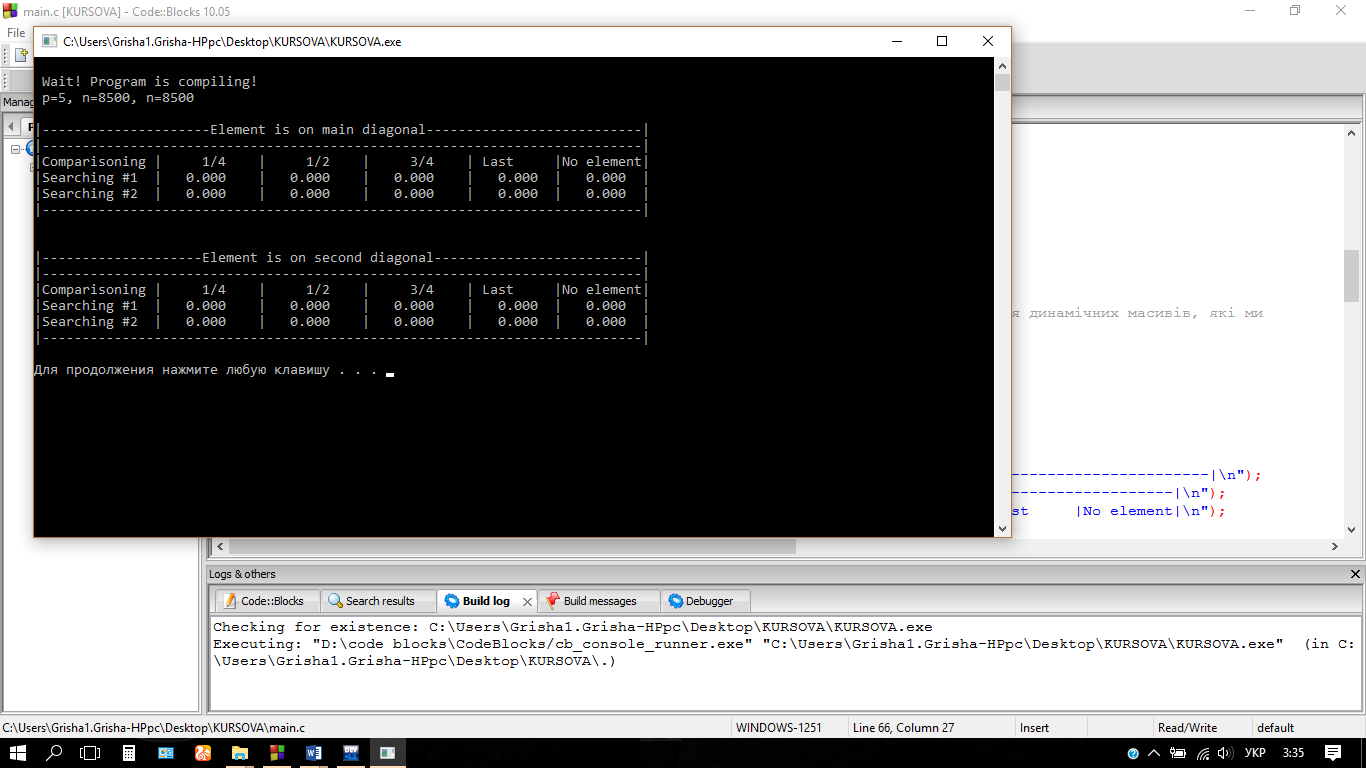 main.c [KURSOVA] - Code::Blocks 10.05
File
C:\Users\Grisha1.Grisha-HPpc\Desktop\KURSOVA\KURSOVA.exe
Wait! Program is compiling!
p=5, n=8500, n=8500
|---------------------Element is on main diagonal---------------------------|
|---------------------------------------------------------------------------|
|Comparisoning |     1/4    |     1/2    |     3/4    | Last     |No element|
|Searching #1  |   0.000    |   0.000    |   0.000    |   0.000  |   0.000  |
|Searching #2  |   0.000    |   0.000    |   0.000    |   0.000  |   0.000  |
|---------------------------------------------------------------------------|
|--------------------Element is on second diagonal--------------------------|
|---------------------------------------------------------------------------|
|Comparisoning |     1/4    |     1/2    |     3/4    | Last     |No element|
|Searching #1  |   0.000    |   0.000    |   0.000    |   0.000  |   0.000  |
|Searching #2  |   0.000    |   0.000    |   0.000    |   0.000  |   0.000  |
|---------------------------------------------------------------------------|
Для продолжения нажмите любую клавишу . . .
Manag
P
я динамічних масивів, які ми
-----------------------|\n");
-------------------|\n");
st     |No element|\n");
Logs & others
Code::Blocks
Search results
Build log
Build messages
Debugger
Checking for existence: C:\Users\Grisha1.Grisha-HPpc\Desktop\KURSOVA\KURSOVA.exe
Executing: "D:\code blocks\CodeBlocks/cb_console_runner.exe" "C:\Users\Grisha1.Grisha-HPpc\Desktop\KURSOVA\KURSOVA.exe"  (in C:
\Users\Grisha1.Grisha-HPpc\Desktop\KURSOVA\.)
C:\Users\Grisha1.Grisha-HPpc\Desktop\KURSOVA\main.c
WINDOWS-1251
Line 66, Column 27
Insert
Read/Write
default
DEV
УКР
3:35